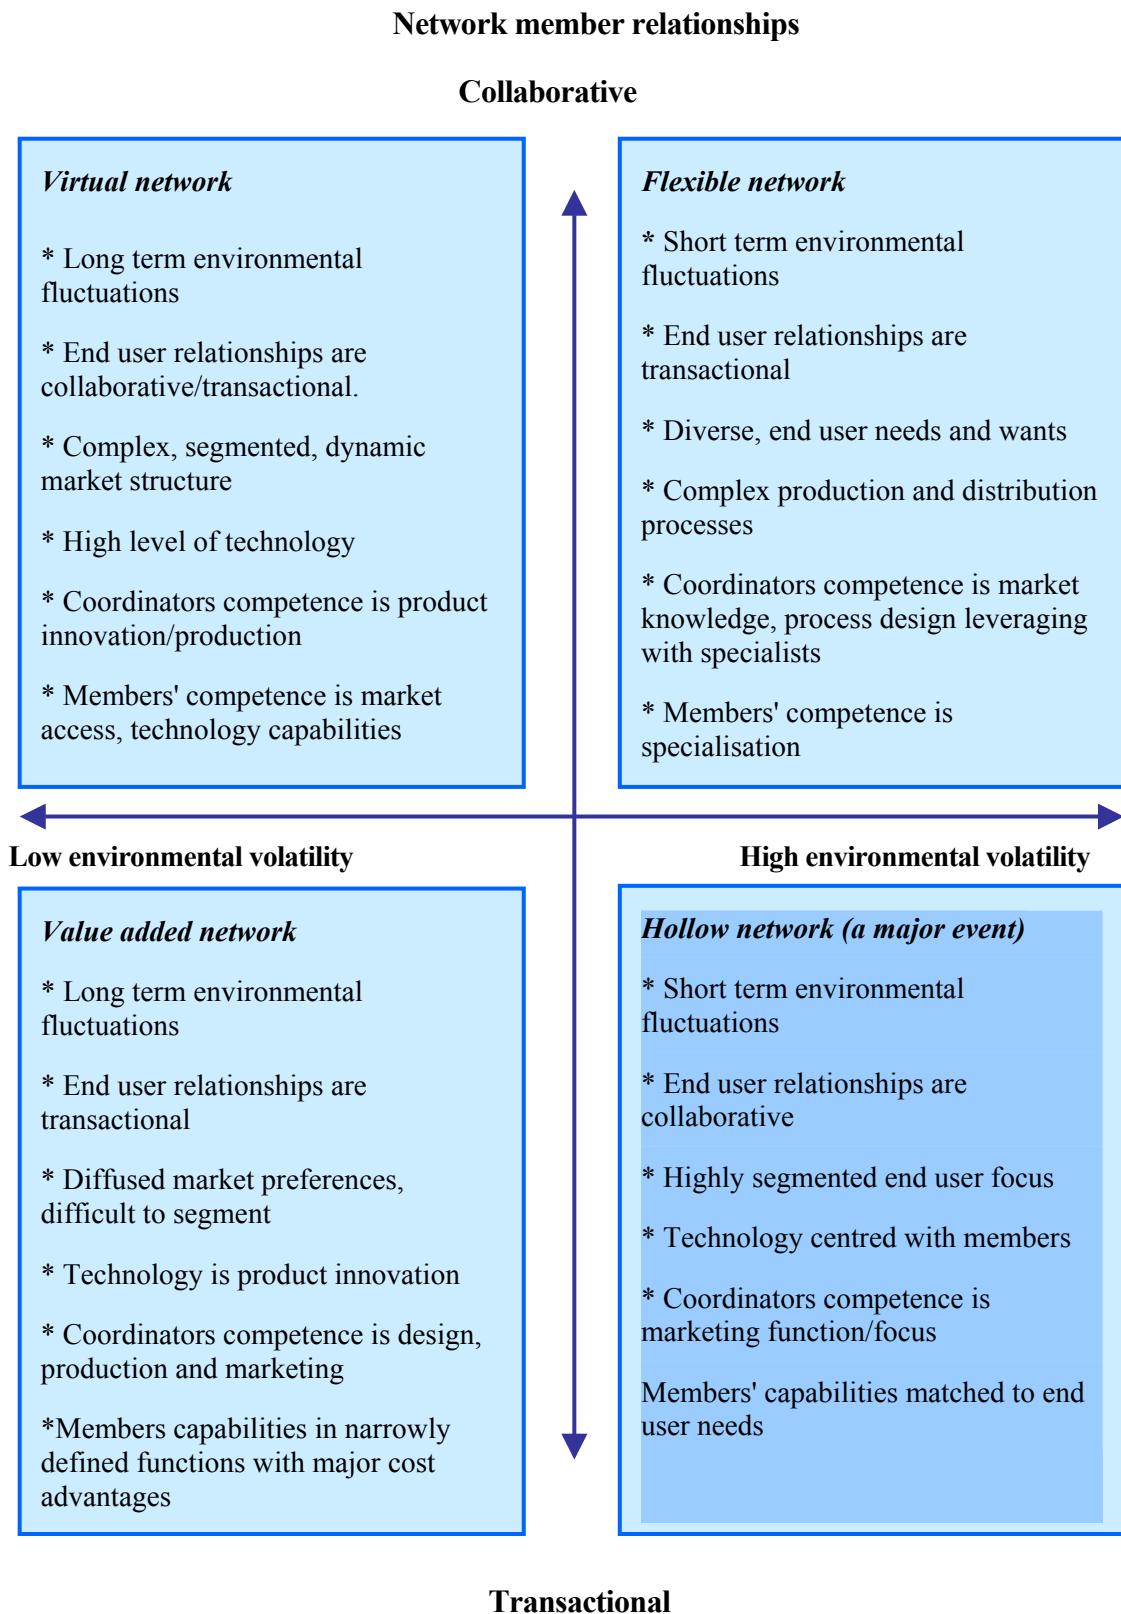 Network member relationships
Collaborative
Virtual network
* Long term environmental
fluctuations
* End user relationships are
collaborative/transactional.
* Complex, segmented, dynamic
market structure
* High level of technology
* Coordinators competence is product
innovation/production
* Members' competence is market
access, technology capabilities
Flexible network
* Short term environmental
fluctuations
* End user relationships are
transactional
* Diverse, end user needs and wants
* Complex production and distribution
processes
* Coordinators competence is market
knowledge, process design leveraging
with specialists
* Members' competence is
specialisation
Low environmental volatility
High environmental volatility
Value added network
* Long term environmental
fluctuations
* End user relationships are
transactional
* Diffused market preferences,
difficult to segment
* Technology is product innovation
* Coordinators competence is design,
production and marketing
*Members capabilities in narrowly
defined functions with major cost
advantages
Hollow network (a major event)
* Short term environmental
fluctuations
* End user relationships are
collaborative
* Highly segmented end user focus
* Technology centred with members
* Coordinators competence is
marketing function/focus
Members' capabilities matched to end
user needs
Transactional